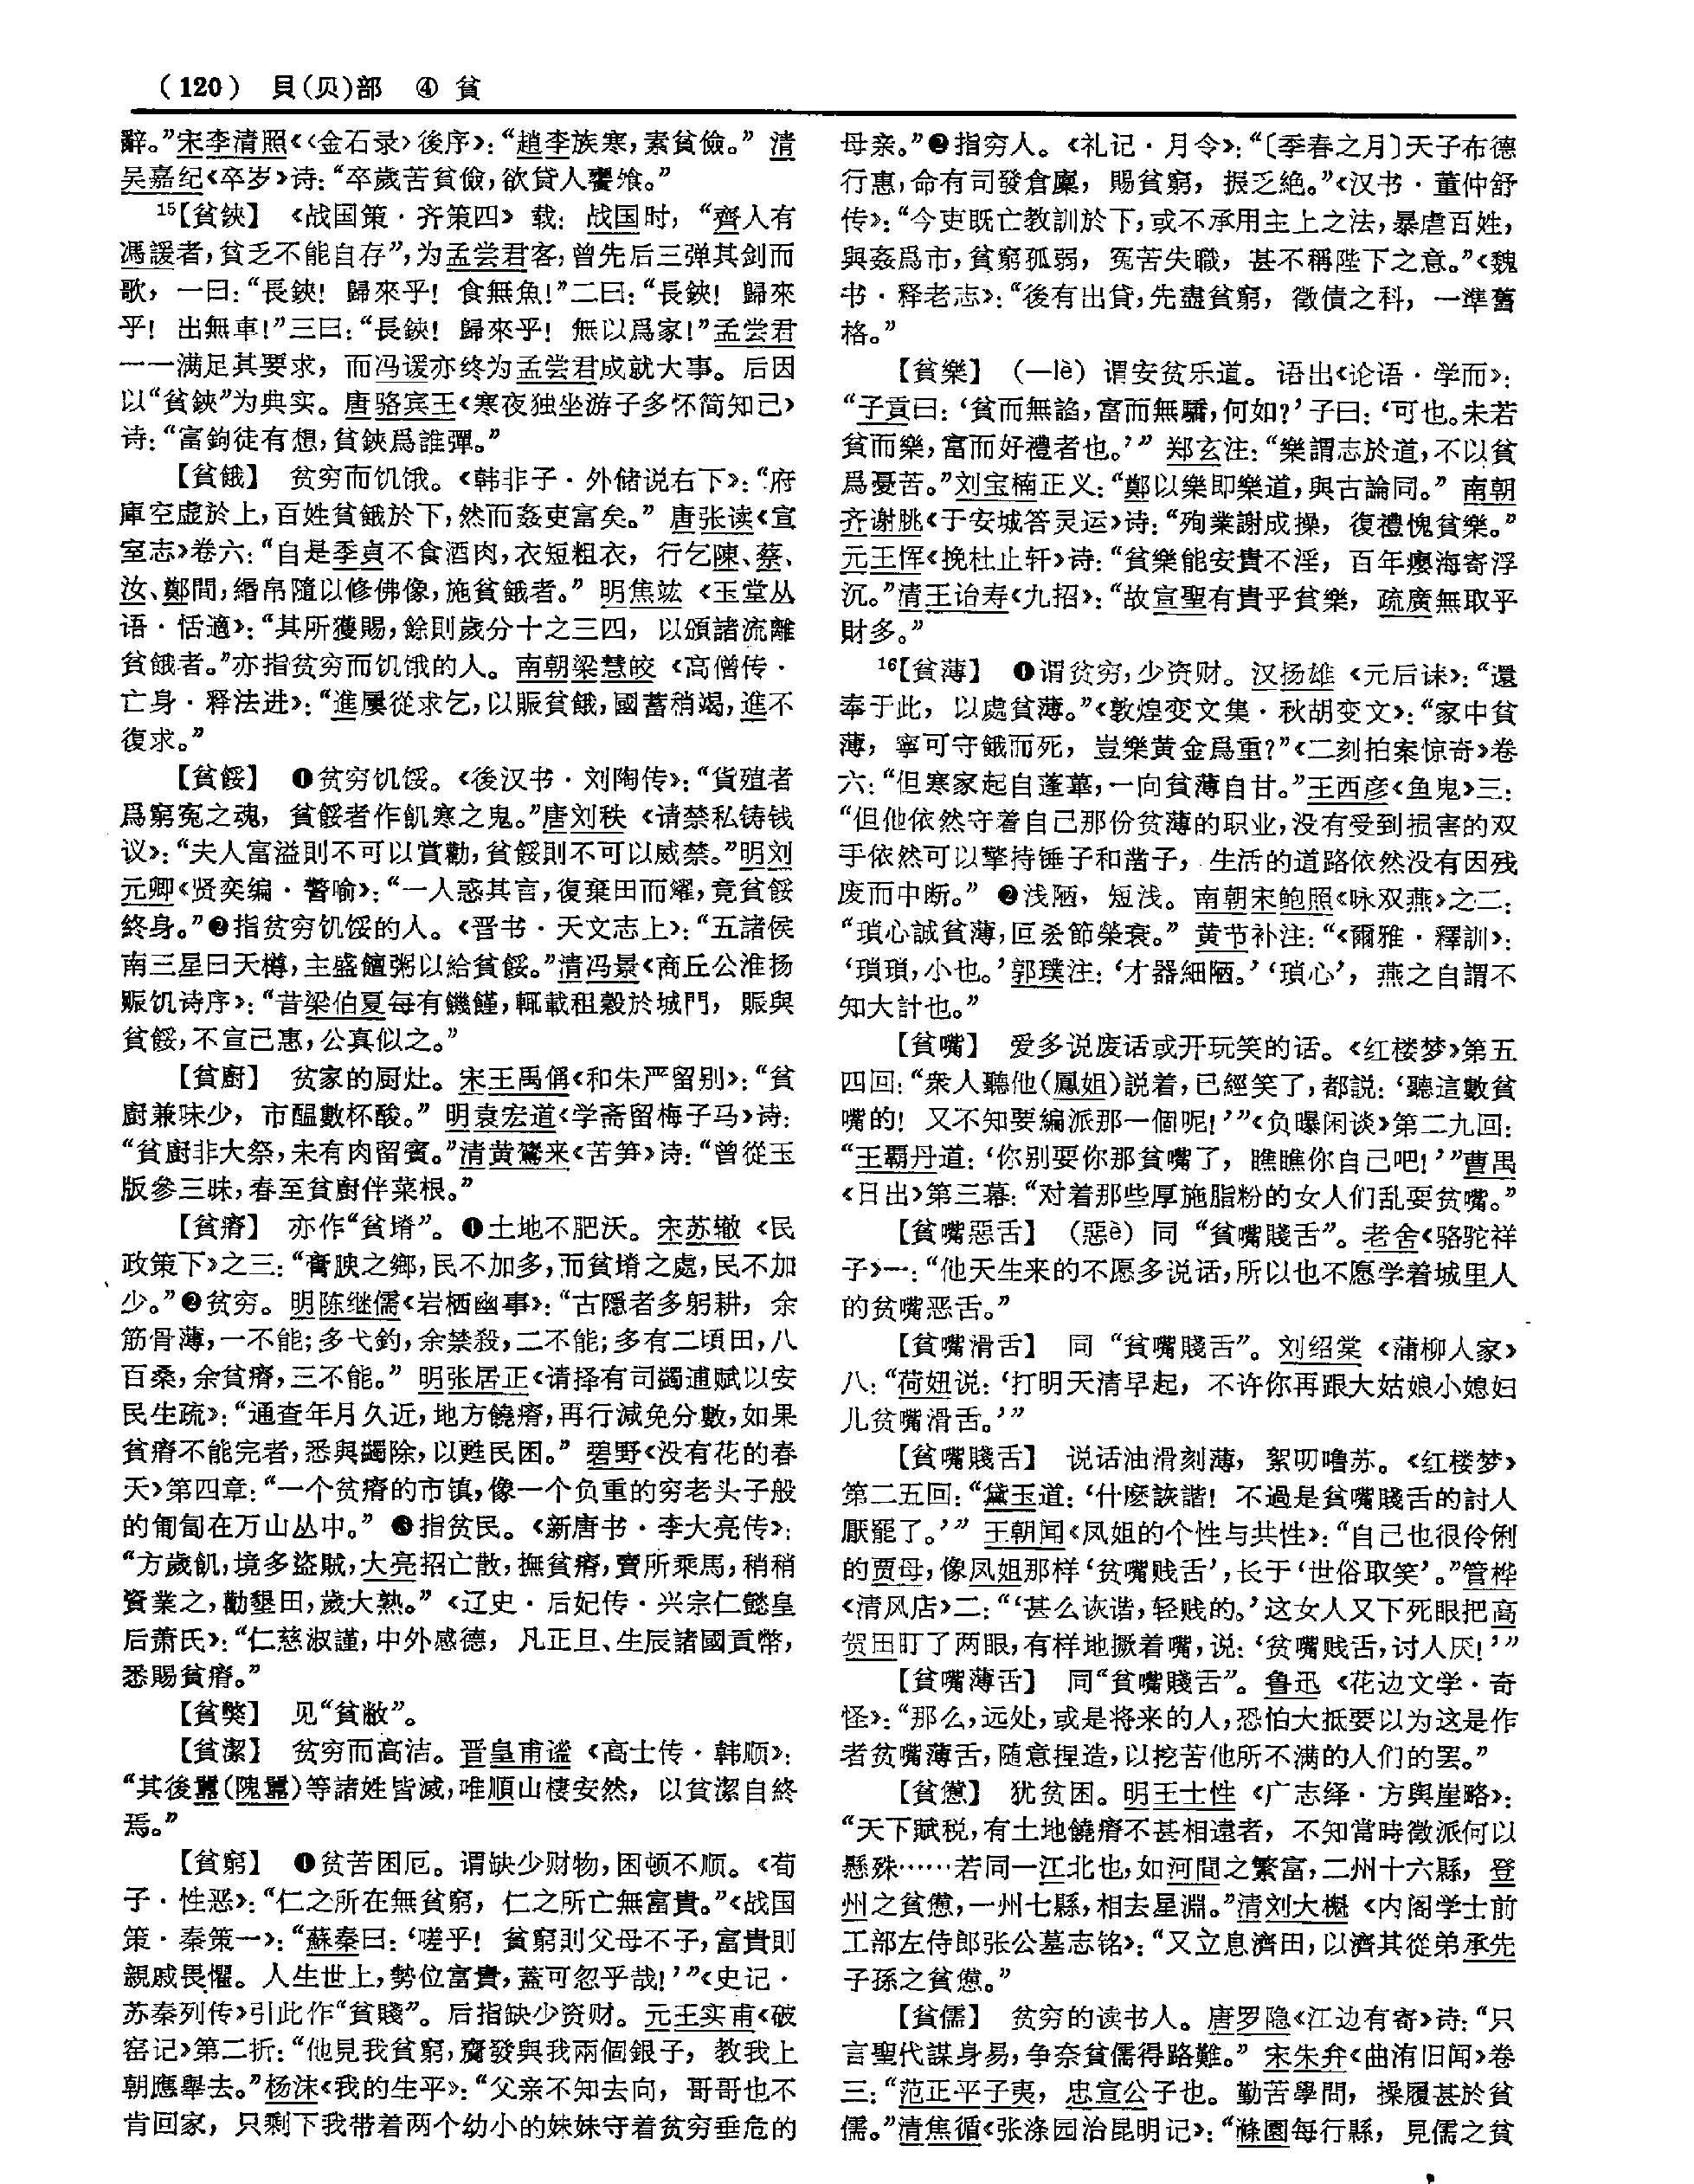 （120） 貝（贝）部 ④ 貧
辭。”宋李清照《〈金石录〉後序》：“趙李族寒，素貧儉。” 清
吴嘉纪《卒岁》诗：“卒歲苦貧儉，欲貸人饔飧。”
15【貧鋏】 《战国策·齐策四》载：战国时，“齊人有
馮諼者，貧乏不能自存”，为孟尝君客，曾先后三弹其剑而
歌，一曰：“長鋏！歸來乎！食無魚！”二曰：“長鋏！歸來
乎！出無車！”三曰：“長鋏！歸來乎！無以爲家！”孟尝君
一一满足其要求，而冯谖亦终为孟尝君成就大事。后因
以“貧鋏”为典实。唐骆宾王《寒夜独坐游子多怀简知己》
诗：“富鉤徒有想，貧鋏爲誰彈。”
【貧餓】 贫穷而饥饿。《韩非子·外储说右下》：“府
庫空虚於上，百姓貧餓於下，然而姦吏富矣。” 唐张读《宣
室志》卷六：“自是季貞不食酒肉，衣短粗衣，行乞陳、蔡、
汝、鄭間，緡帛隨以修佛像，施貧餓者。” 明焦竑《玉堂丛
语·恬適》：“其所獲賜，餘則歲分十之三四，以頒諸流離
貧餓者。”亦指贫穷而饥饿的人。南朝梁慧皎《高僧传·
亡身·释法进》：“進屢從求乞，以賑貧餓，國蓄稍竭，進不
復求。”
【貧餒】 ❶贫穷饥馁。《後汉书·刘陶传》：“貨殖者
爲窮冤之魂，貧餒者作飢寒之鬼。”唐刘秩《请禁私铸钱
议》：“夫人富溢則不可以賞勸，貧餒則不可以威禁。”明刘
元卿《贤奕编·警喻》：“一人惑其言，復棄田而耀，竟貧餒
終身。”❷指贫穷饥馁的人。《晋书·天文志上》：“五諸侯
南三星曰天樽，主盛饘粥以給貧餒。”清冯景《商丘公淮扬
赈饥诗序》：“昔梁伯夏每有饑饉，輒載租穀於城門，賑與
貧餒，不宣己惠，公真似之。”
【貧廚】 贫家的厨灶。宋王禹偁《和朱严留别》：“貧
廚兼味少，市醖數杯酸。” 明袁宏道《学斋留梅子马》诗：
“貧廚非大祭，未有肉留賓。”清黄鷟来《苦笋》诗：“曾從玉
版參三昧，春至貧廚伴菜根。”
【貧瘠】 亦作“貧堉”。❶土地不肥沃。宋苏辙《民
政策下》之三：“膏腴之鄉，民不加多，而貧堉之處，民不加
少。”❷贫穷。明陈继儒《岩栖幽事》：“古隱者多躬耕，余
筋骨薄，一不能；多弋釣，余禁殺，二不能；多有二頃田，八
百桑，余貧瘠，三不能。” 明张居正《请择有司蠲逋赋以安
民生疏》：“通查年月久近，地方饒瘠，再行減免分數，如果
貧瘠不能完者，悉與蠲除，以甦民困。” 碧野《没有花的春
天》第四章：“一个贫瘠的市镇，像一个负重的穷老头子般
的匍匐在万山丛中。” ❸指贫民。《新唐书·李大亮传》：
“方歲飢，境多盜賊，大亮招亡散，撫貧瘠，賣所乘馬，稍稍
資業之，勸墾田，歲大熟。”《辽史·后妃传·兴宗仁懿皇
后萧氏》：“仁慈淑謹，中外感德，凡正旦、生辰諸國貢幣，
悉賜貧瘠。”
【貧獘】 见“貧敝”。
【貧潔】 贫穷而高洁。晋皇甫谧《高士传·韩顺》：
“其後囂（隗囂）等諸姓皆滅，唯順山棲安然，以貧潔自終
焉。”
【貧窮】 ❶贫苦困厄。谓缺少财物，困顿不顺。《荀
子·性恶》：“仁之所在無貧窮，仁之所亡無富貴。”《战国
策·秦策一》：“蘇秦曰：‘嗟乎！貧窮則父母不子，富貴則
親戚畏懼。人生世上，勢位富貴，蓋可忽乎哉！’”《史记·
苏秦列传》引此作“貧賤”。后指缺少资财。元王实甫《破
窑记》第二折：“他見我貧窮，齎發與我兩個銀子，教我上
朝應舉去。”杨沫《我的生平》：“父亲不知去向，哥哥也不
肯回家，只剩下我带着两个幼小的妹妹守着贫穷垂危的
母亲。”❷指穷人。《礼记·月令》：“〔季春之月〕天子布德
行惠，命有司發倉廩，賜貧窮，振乏絶。”《汉书·董仲舒
传》：“今吏既亡教訓於下，或不承用主上之法，暴虐百姓，
與姦爲市，貧窮孤弱，冤苦失職，甚不稱陛下之意。”《魏
书·释老志》：“後有出貸，先盡貧窮，徵債之科，一準舊
格。”
【貧樂】（—lè）谓安贫乐道。语出《论语·学而》：
“子貢曰：‘貧而無諂，富而無驕，何如？’子曰：‘可也。未若
貧而樂，富而好禮者也。’” 郑玄注：“樂謂志於道，不以貧
爲憂苦。”刘宝楠正义：“鄭以樂即樂道，與古論同。” 南朝
齐谢朓《于安城答灵运》诗：“殉業謝成操，復禮愧貧樂。”
元王恽《挽杜止轩》诗：“貧樂能安貴不淫，百年瘿海寄浮
沉。”清王诒寿《九招》：“故宣聖有貴乎貧樂，疏廣無取乎
財多。”
16【貧薄】 ❶谓贫穷，少资财。汉扬雄《元后诔》：“還
奉于此，以處貧薄。”《敦煌变文集·秋胡变文》：“家中貧
薄，寧可守餓而死，豈樂黄金爲重？”《二刻拍案惊奇》卷
六：“但寒家起自蓬蓽，一向貧薄自甘。”王西彦《鱼鬼》三：
“但他依然守着自己那份贫薄的职业，没有受到损害的双
手依然可以擎持锤子和凿子，生活的道路依然没有因残
废而中断。” ❷浅陋，短浅。南朝宋鲍照《咏双燕》之二：
“瑣心誠貧薄，叵忝節榮衰。” 黄节补注：“《爾雅·釋訓》：
‘瑣瑣，小也。’郭璞注：‘才器細陋。’‘瑣心’，燕之自謂不
知大計也。”
【貧嘴】 爱多说废话或开玩笑的话。《红楼梦》第五
四回：“衆人聽他（鳳姐）説着，已經笑了，都説：‘聽這數貧
嘴的！又不知要編派那一個呢！’”《负曝闲谈》第二九回：
“王霸丹道：‘你别耍你那貧嘴了，瞧瞧你自己吧！’”曹禺
《日出》第三幕：“对着那些厚施脂粉的女人们乱耍贫嘴。”
【貧嘴惡舌】（惡è）同“貧嘴賤舌”。老舍《骆驼祥
子》一：“他天生来的不愿多说话，所以也不愿学着城里人
的贫嘴恶舌。”
【貧嘴滑舌】 同“貧嘴賤舌”。刘绍棠《蒲柳人家》
八：“荷妞说：‘打明天清早起，不许你再跟大姑娘小媳妇
儿贫嘴滑舌。’”
【貧嘴賤舌】 说话油滑刻薄，絮叨噜苏。《红楼梦》
第二五回：“黛玉道：‘什麽詼諧！不過是貧嘴賤舌的討人
厭罷了。’” 王朝闻《凤姐的个性与共性》：“自己也很伶俐
的贾母，像凤姐那样‘贫嘴贱舌’，长于‘世俗取笑’。”管桦
《清风店》二：“‘甚么诙谐，轻贱的。’这女人又下死眼把高
贺田盯了两眼，有样地撅着嘴，说：‘贫嘴贱舌，讨人厌！’”
【貧嘴薄舌】 同“貧嘴賤舌”。鲁迅《花边文学·奇
怪》：“那么，远处，或是将来的人，恐怕大抵要以为这是作
者贫嘴薄舌，随意捏造，以挖苦他所不满的人们的罢。”
【貧憊】 犹贫困。明王士性《广志绎·方舆崖略》：
“天下賦税，有土地饒瘠不甚相遠者，不知當時徵派何以
懸殊……若同一江北也，如河間之繁富，二州十六縣，登
州之貧憊，一州七縣，相去星淵。”清刘大櫆《内阁学士前
工部左侍郎张公墓志铭》：“又立息濟田，以濟其從弟承先
子孫之貧憊。”
【貧儒】 贫穷的读书人。唐罗隐《江边有寄》诗：“只
言聖代謀身易，争奈貧儒得路難。” 宋朱弁《曲洧旧闻》卷
三：“范正平子夷，忠宣公子也。勤苦學問，操履甚於貧
儒。”清焦循《张涤园治昆明记》：“滌園每行縣，見儒之貧